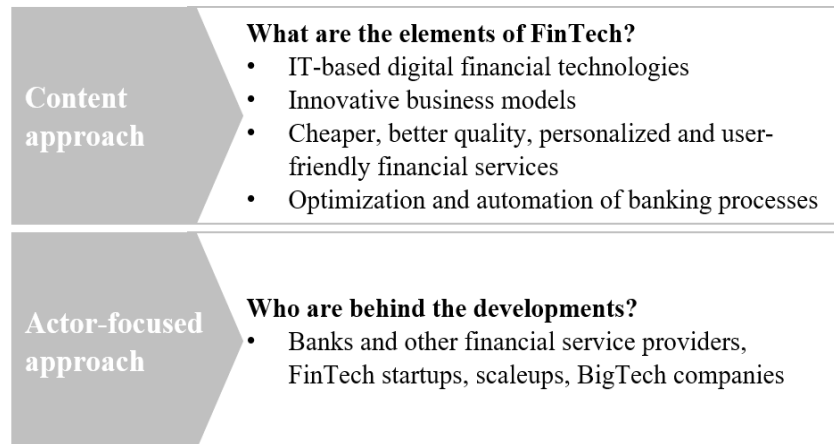 Content
approach
What are the elements of FinTech?
• IT-based digital financial technologies
• Innovative business models
• Cheaper, better quality, personalized and user-
friendly financial services
• Optimization and automation of banking processes
Actor-focused
approach
Who are behind the developments?
• Banks and other financial service providers,
FinTech startups, scaleups, BigTech companies